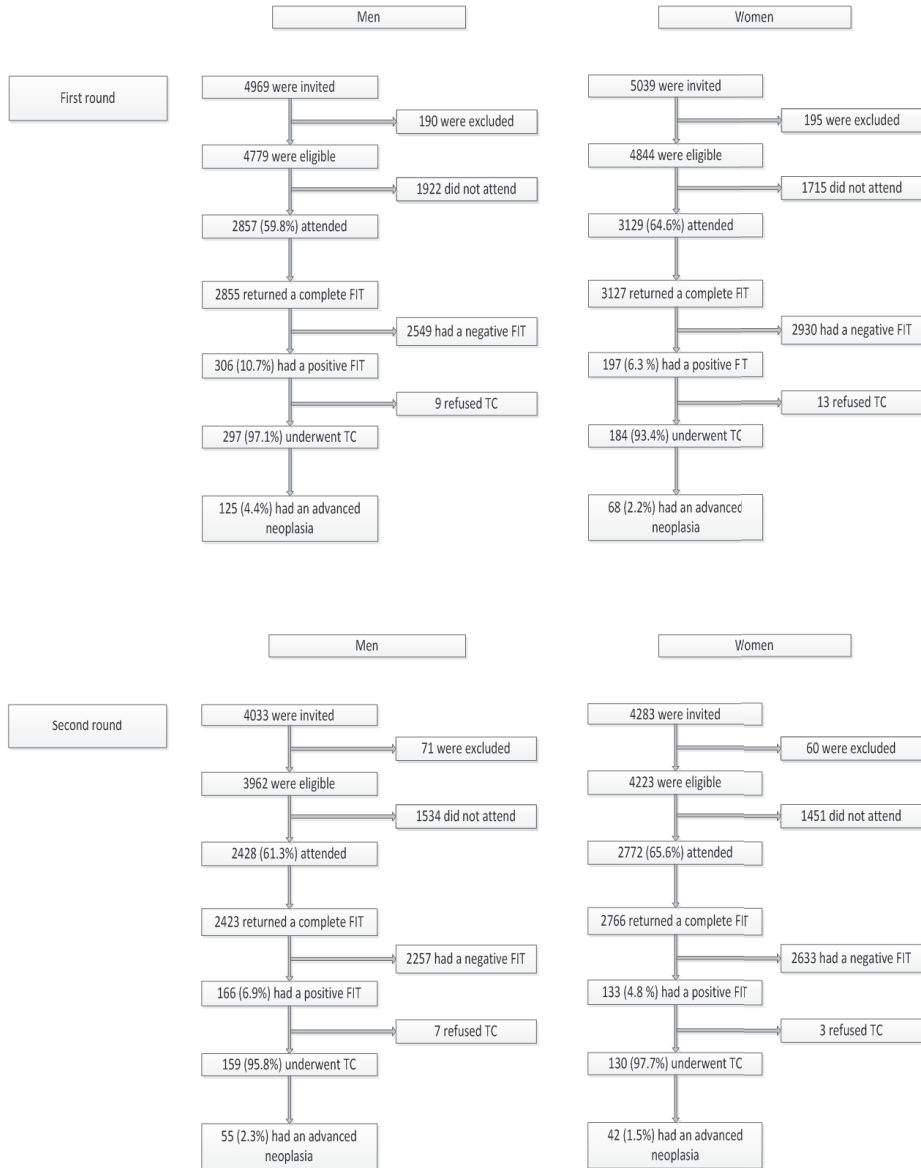 Men
Women
First round
4969 were invited
190 were excluded
4779 were eligible
1922 did not attend
2857 (59.8%) attended
2855 returned a complete FIT
2549 had a negative FIT
306 (10.7%) had a positive FIT
9 refused TC
297 (97.1%) underwent TC
125 (4.4%) had an advanced
neoplasia
5039 were invited
195 were excluded
4844 were eligible
1715 did not attend
3129 (64.6%) attended
3127 returned a complete FIT
2930 had a negative FIT
197 (6.3 %) had a positive FIT
13 refused TC
184 (93.4%) underwent TC
68 (2.2%) had an advanced
neoplasia
Men
Women
Second round
4033 were invited
71 were excluded
3962 were eligible
1534 did not attend
2428 (61.3%) attended
2423 returned a complete FIT
2257 had a negative FIT
166 (6.9%) had a positive FIT
7 refused TC
159 (95.8%) underwent TC
55 (2.3%) had an advanced
neoplasia
4283 were invited
60 were excluded
4223 were eligible
1451 did not attend
2772 (65.6%) attended
2766 returned a complete FIT
2633 had a negative FIT
133 (4.8 %) had a positive FIT
3 refused TC
130 (97.7%) underwent TC
42 (1.5%) had an advanced
neoplasia